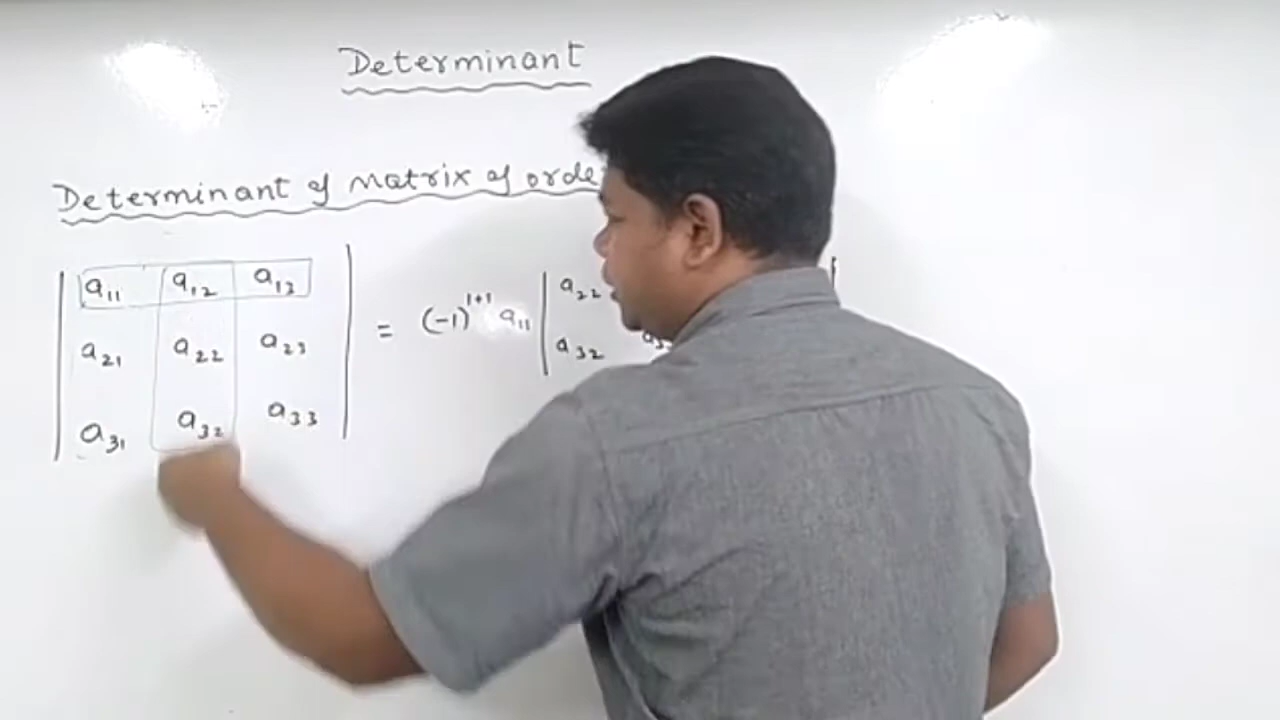 Determinant
Determinant of matrix of orde
a11 a12 a13 = (-1)^1+1 a11 a22
a21 a22 a23 a32
a31 a32 a33